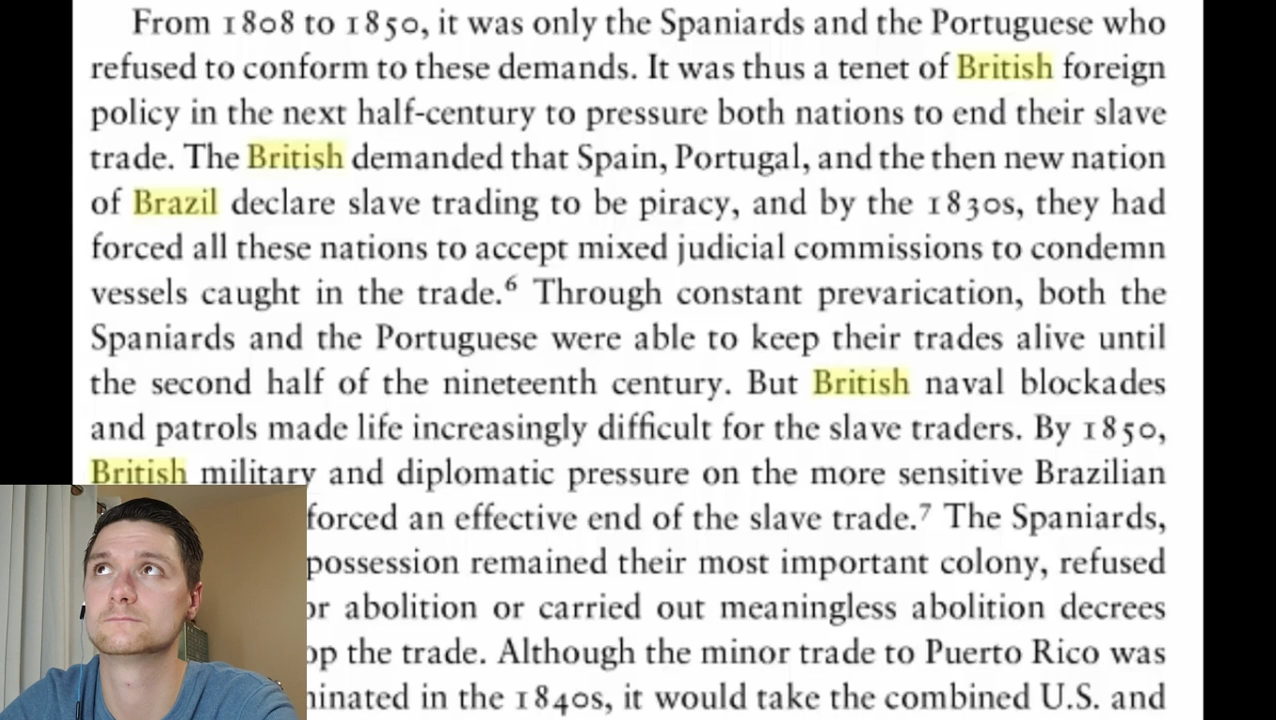 From 1808 to 1850, it was only the Spaniards and the Portuguese who
refused to conform to these demands. It was thus a tenet of British foreign
policy in the next half-century to pressure both nations to end their slave
trade. The British demanded that Spain, Portugal, and the then new nation
of Brazil declare slave trading to be piracy, and by the 1830s, they had
forced all these nations to accept mixed judicial commissions to condemn
vessels caught in the trade.6 Through constant prevarication, both the
Spaniards and the Portuguese were able to keep their trades alive until
the second half of the nineteenth century. But British naval blockades
and patrols made life increasingly difficult for the slave traders. By 1850,
British military and diplomatic pressure on the more sensitive Brazilian
forced an effective end of the slave trade.7 The Spaniards,
possession remained their most important colony, refused
abolition or carried out meaningless abolition decrees
the trade. Although the minor trade to Puerto Rico was
in the 1840s, it would take the combined U.S. and